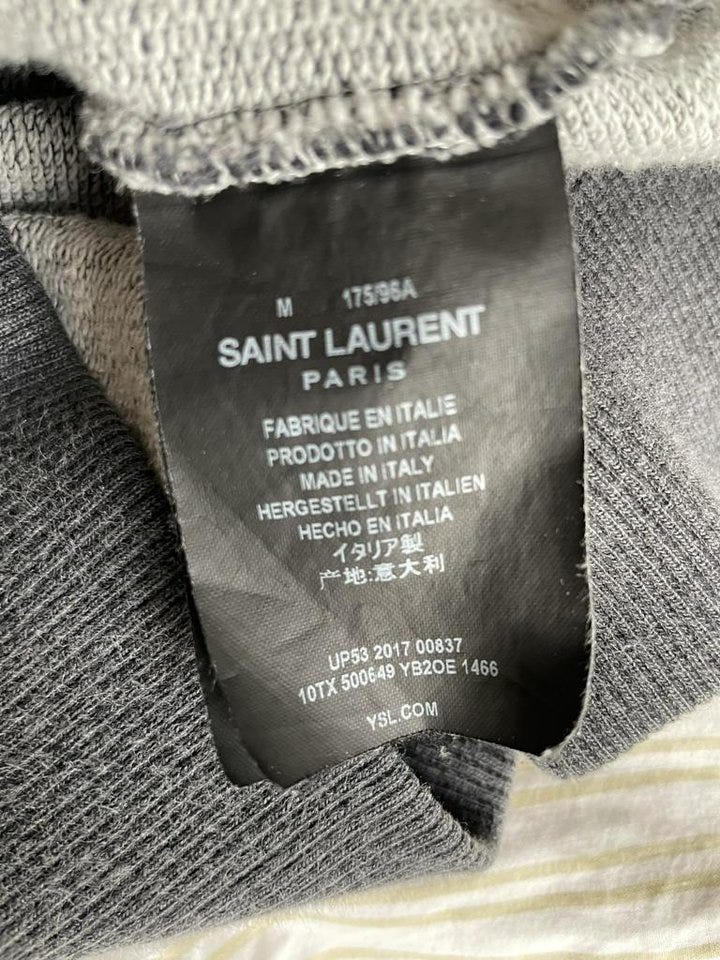 M 175/96A
SAINT LAURENT
PARIS
FABRIQUE EN ITALIE
PRODOTTO IN ITALIA
MADE IN ITALY
HERGESTELLT IN ITALIEN
HECHO EN ITALIA
イタリア製
产地:意大利
UP53 2017 00837
10TX 500649 YB2OE 1466
YSL.COM